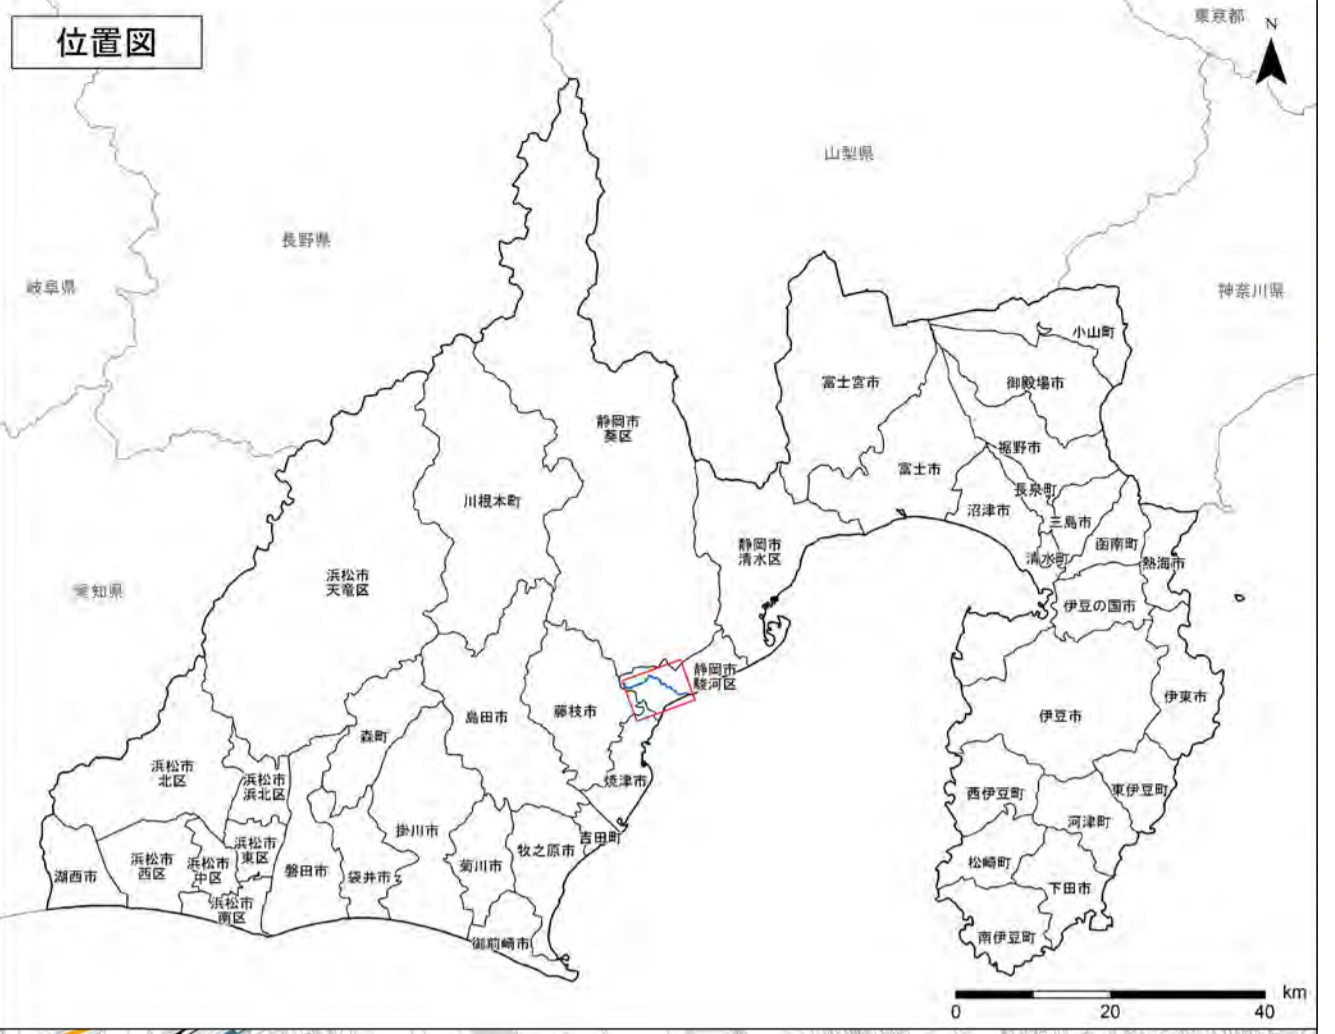 位置図
東京都
N
山梨県
長野県
岐阜県
神奈川県
小山町
富士宮市
御殿場市
静岡市
葵区
裾野市
富士市
長泉町
川根本町
沼津市
三島市
静岡市
清水区
函南町
清水町
熱海市
浜松市
天竜区
愛知県
伊豆の国市
静岡市
駿河区
伊東市
島田市
藤枝市
伊豆市
森町
浜松市
北区
浜松市
浜北区
焼津市
西伊豆町
東伊豆町
河津町
掛川市
吉田町
浜松市
東区
牧之原市
浜松市
西区
浜松市
中区
菊川市
松崎町
磐田市
湖西市
袋井市
下田市
浜松市
南区
御前崎市
南伊豆町
km
0
20
40